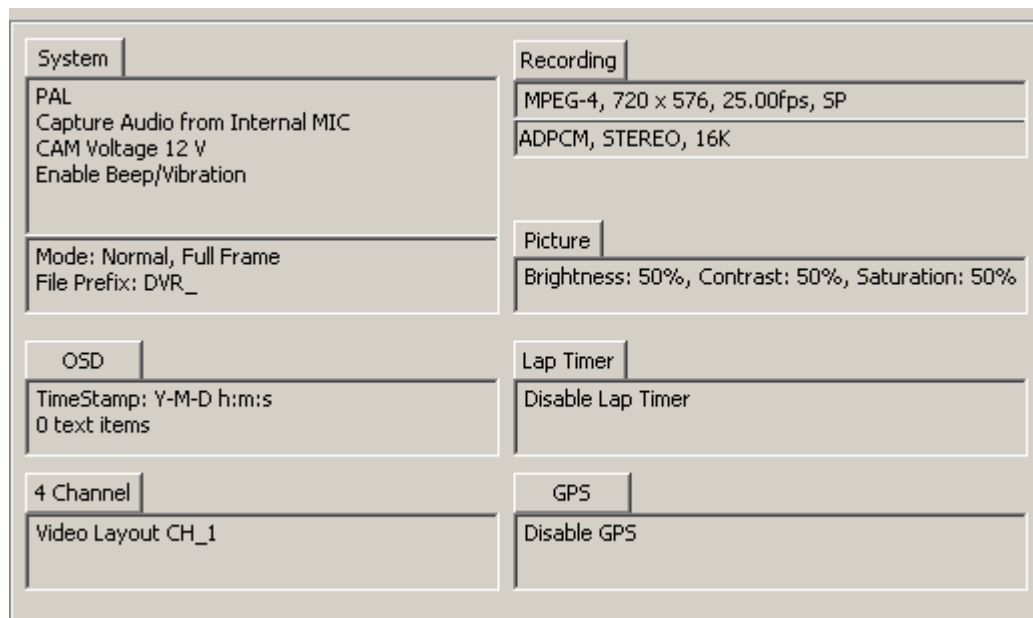 System
PAL
Capture Audio from Internal MIC
CAM Voltage 12 V
Enable Beep/Vibration
Mode: Normal, Full Frame
File Prefix: DVR_
Recording
MPEG-4, 720 x 576, 25.00fps, SP
ADPCM, STEREO, 16K
Picture
Brightness: 50%, Contrast: 50%, Saturation: 50%
OSD
TimeStamp: Y-M-D h:m:s
0 text items
Lap Timer
Disable Lap Timer
4 Channel
Video Layout CH_1
GPS
Disable GPS